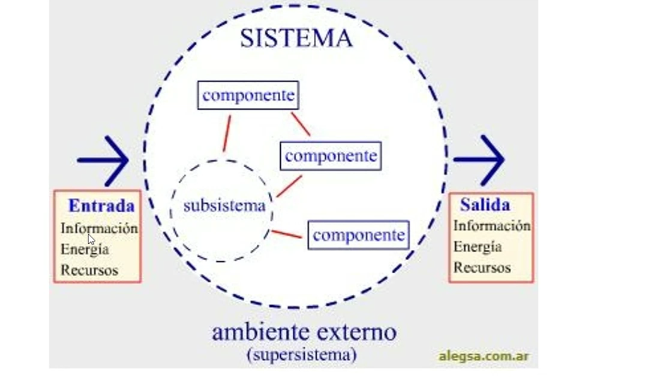 SISTEMA
componente
componente
subsistema
componente
Entrada
Información
Energía
Recursos
Salida
Información
Energía
Recursos
ambiente externo
(supersistema)
alegsa.com.ar